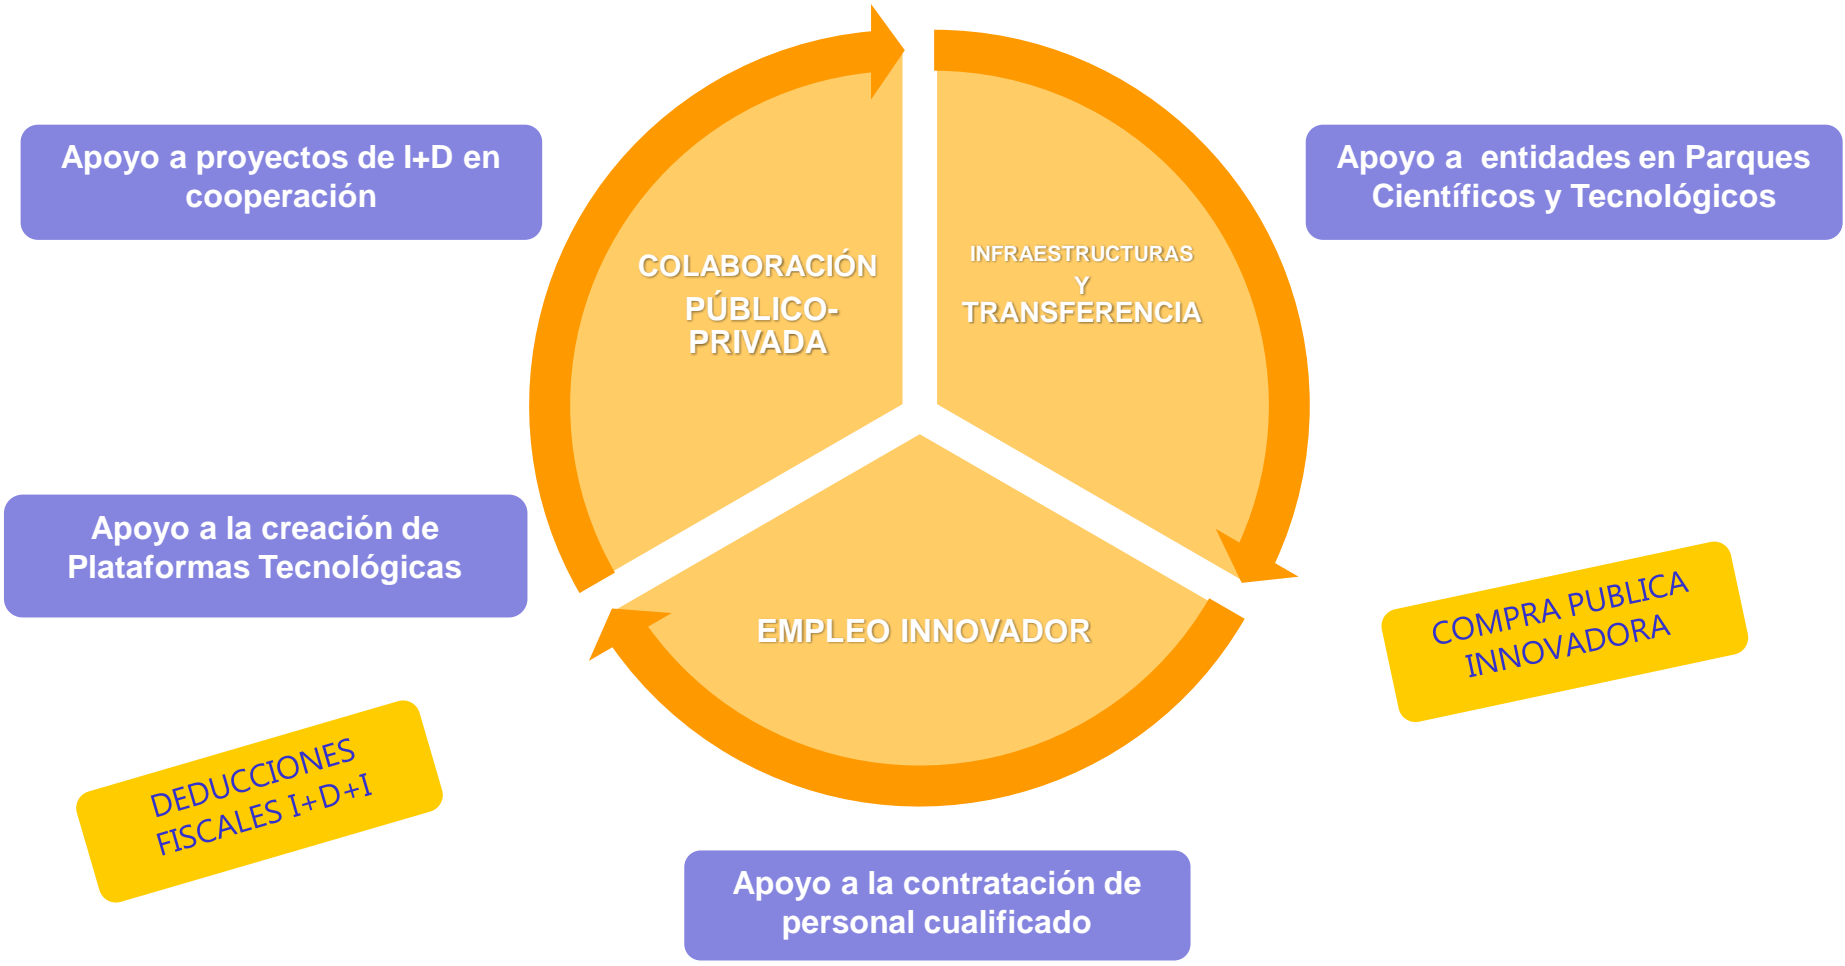 Apoyo a proyectos de I+D en
cooperación
Apoyo a entidades en Parques
Científicos y Tecnológicos
COLABORACIÓN
PÚBLICO-
PRIVADA
INFRAESTRUCTURAS
Y
TRANSFERENCIA
Apoyo a la creación de
Plataformas Tecnológicas
EMPLEO INNOVADOR
COMPRA PUBLICA
INNOVADORA
DEDUCCIONES
FISCALES I+D+I
Apoyo a la contratación de
personal cualificado